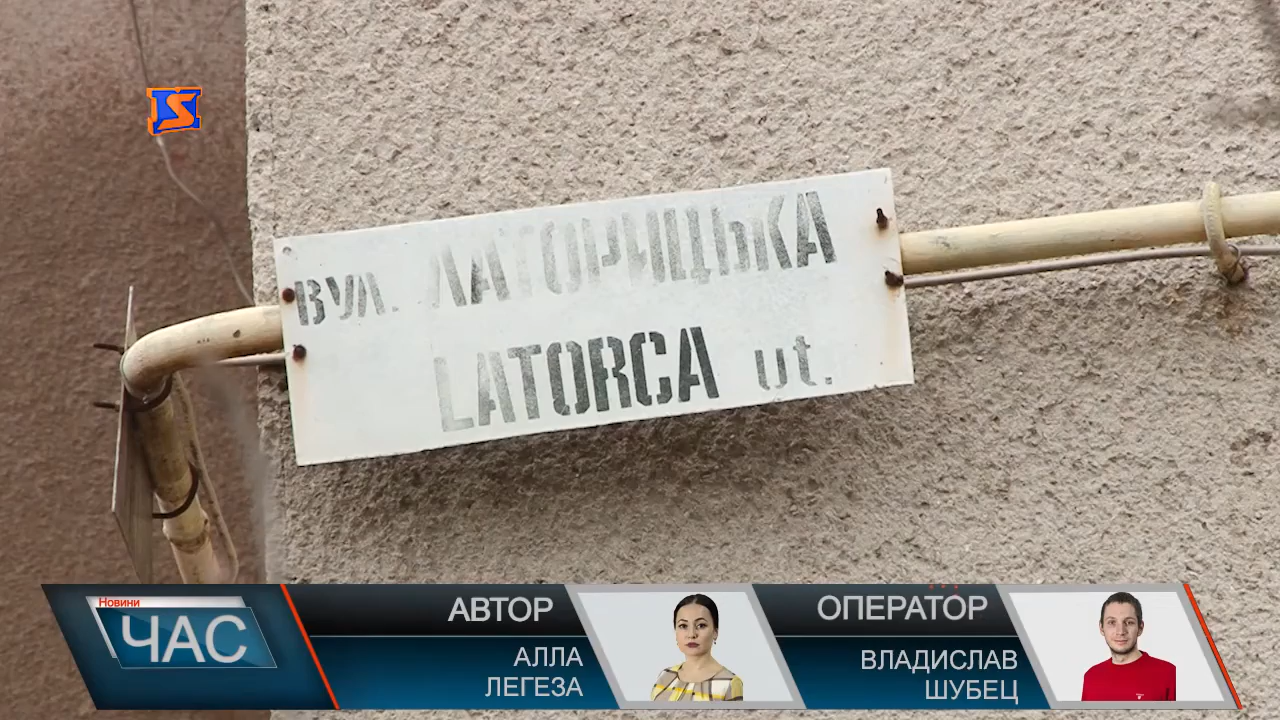 S
вул. ЛАТОРИЦЬКА
LATORCA ut.
Новини
ЧАС
АВТОР
АЛЛА
ЛЕГЕЗА
ОПЕРАТОР
ВЛАДИСЛАВ
ШУБЕЦ